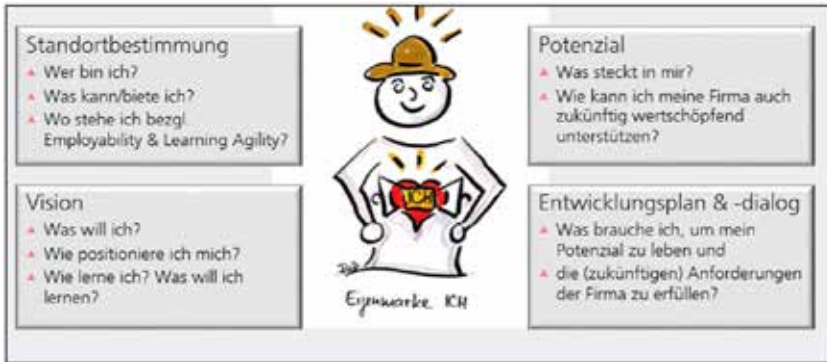 Standortbestimmung
Wer bin ich?
Was kann/biete ich?
Wo stehe ich bezgl
Employability & Learning Agility?
Vision
Was will ich?
Wie positioniere ich mich?
Wie lerne ich? Was will ich
lernen?
ICH
Eigenmarke ICH
Potenzial
Was steckt in mir?
Wie kann ich meine Firma auch
zukünftig wertschöpfend
unterstützen?
Entwicklungsplan & -dialog
Was brauche ich, um mein
Potenzial zu leben und
die (zukünftigen) Anforderungen
der Firma zu erfüllen?